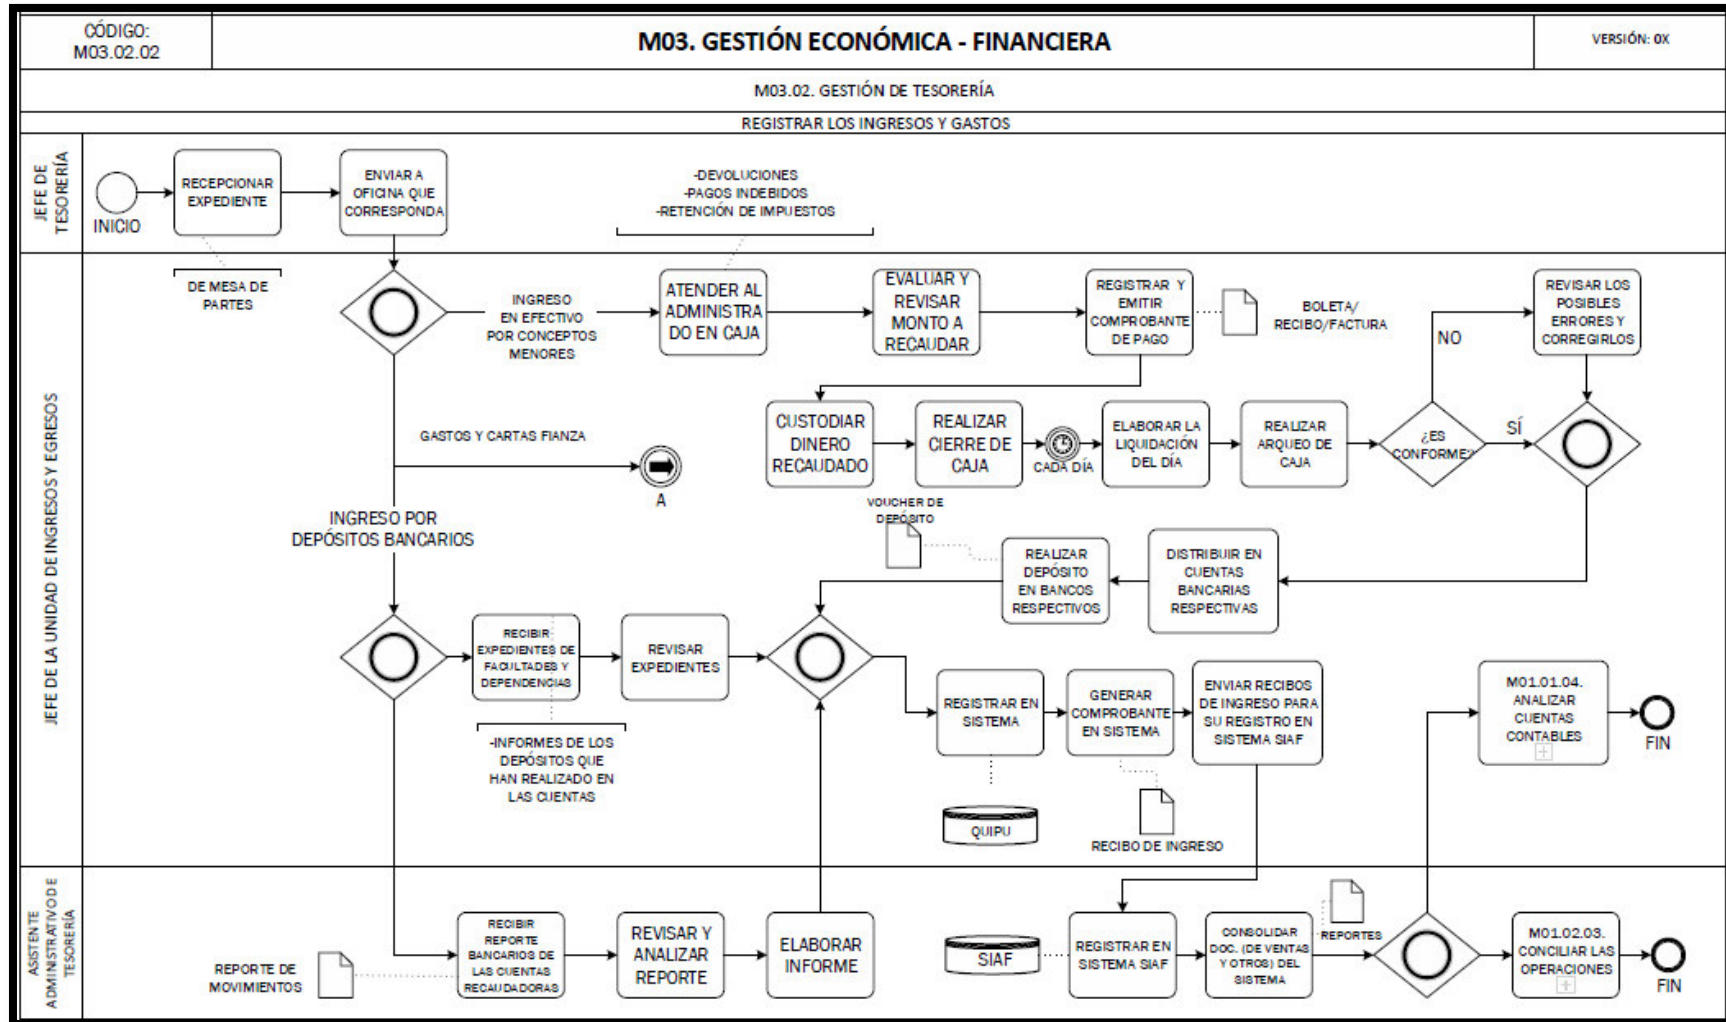 CÓDIGO:
M03.02.02
M03. GESTIÓN ECONÓMICA - FINANCIERA
VERSIÓN: 0X
M03.02. GESTIÓN DE TESORERÍA
REGISTRAR LOS INGRESOS Y GASTOS
JEFE DE
TESORERÍA
INICIO
RECEPCIONAR
EXPEDIENTE
ENVIAR A
OFICINA QUE
CORRESPONDA
-DEVOLUCIONES
-PAGOS INDEBIDOS
-RETENCIÓN DE IMPUESTOS
DE MESA DE
PARTES
JEFE DE LA UNIDAD DE INGRESOS Y EGRESOS
INGRESO
EN EFECTIVO
POR CONCEPTOS
MENORES
ATENDER AL
ADMINISTRA
DO EN CAJA
EVALUAR Y
REVISAR
MONTO A
RECAUDAR
REGISTRAR Y
EMITIR
COMPROBANTE
DE PAGO
BOLETA/
RECIBO/FACTURA
NO
REVISAR LOS
POSIBLES
ERRORES Y
CORREGIRLOS
GASTOS Y CARTAS FIANZA
A
CUSTODIAR
DINERO
RECAUDADO
REALIZAR
CIERRE DE
CAJA
CADA DÍA
ELABORAR LA
LIQUIDACIÓN
DEL DÍA
REALIZAR
ARQUEO DE
CAJA
¿ES
CONFORME?
SÍ
INGRESO POR
DEPÓSITOS BANCARIOS
VOUCHER DE
DEPÓSITO
REALIZAR
DEPÓSITO
EN BANCOS
RESPECTIVOS
DISTRIBUIR EN
CUENTAS
BANCARIAS
RESPECTIVAS
RECIBIR
EXPEDIENTES DE
FACULTADES Y
DEPENDENCIAS
REVISAR
EXPEDIENTES
-INFORMES DE LOS
DEPÓSITOS QUE
HAN REALIZADO EN
LAS CUENTAS
REGISTRAR EN
SISTEMA
GENERAR
COMPROBANTE
EN SISTEMA
ENVIAR RECIBOS
DE INGRESO PARA
SU REGISTRO EN
SISTEMA SIAF
M01.01.04.
ANALIZAR
CUENTAS
CONTABLES
FIN
QUIPU
RECIBO DE INGRESO
ASISTENTE
ADMINISTRATIVO DE
TESORERÍA
REPORTE DE
MOVIMIENTOS
RECIBIR
REPORTE
BANCARIOS DE
LAS CUENTAS
RECAUDADORAS
REVISAR Y
ANALIZAR
REPORTE
ELABORAR
INFORME
SIAF
REGISTRAR EN
SISTEMA SIAF
CONSOLIDAR
DOC. (DE VENTAS
Y OTROS) DEL
SISTEMA
REPORTES
M01.02.03.
CONCILIAR LAS
OPERACIONES
FIN